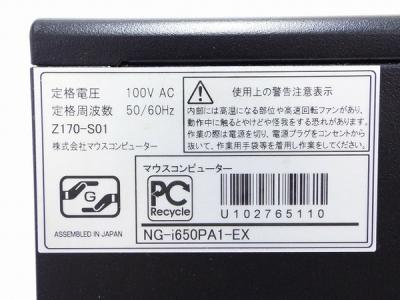 定格電圧 100V AC
定格周波数 50/60Hz
Z170-S01
株式会社マウスコンピューター
使用上の警告注意表示
内部には高温になる部位や高速回転ファンがあり、
動作中に触るとやけどや怪我をする恐れがあります。
作業の際は電源を切り、電源プラグをコンセントから
抜いて、作業用手袋等を着用し作業をしてください。
G
ASSEMBLED IN JAPAN
マウスコンピューター
PC
Recycle
U102765110
NG-i650PA1-EX